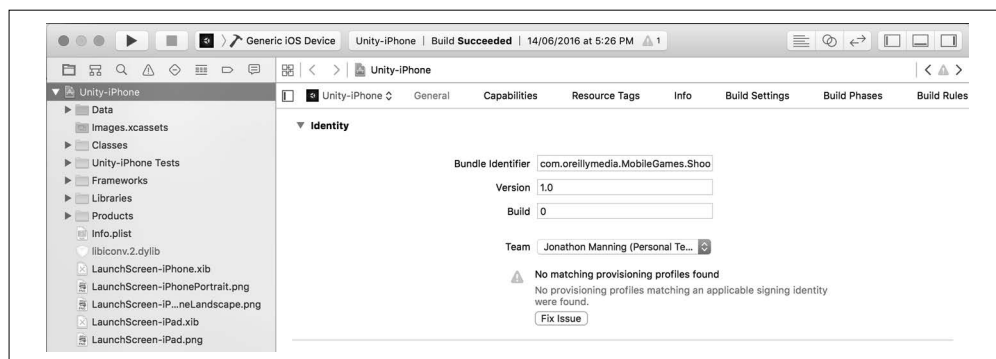 Generic iOS Device
Unity-iPhone | Build Succeeded | 14/06/2016 at 5:26 PM 1
Unity-iPhone
Unity-iPhone
Unity-iPhone General Capabilities Resource Tags Info Build Settings Build Phases Build Rules
Data
Images.xcassets
Classes
Unity-iPhone Tests
Frameworks
Libraries
Products
Info.plist
libiconv.2.dylib
LaunchScreen-iPhone.xib
LaunchScreen-iPhonePortrait.png
LaunchScreen-iP...neLandscape.png
LaunchScreen-iPad.xib
LaunchScreen-iPad.png
Identity
Bundle Identifier com.oreillymedia.MobileGames.Shoo
Version 1.0
Build 0
Team Jonathon Manning (Personal Te...
No matching provisioning profiles found
No provisioning profiles matching an applicable signing identity
were found.
Fix Issue